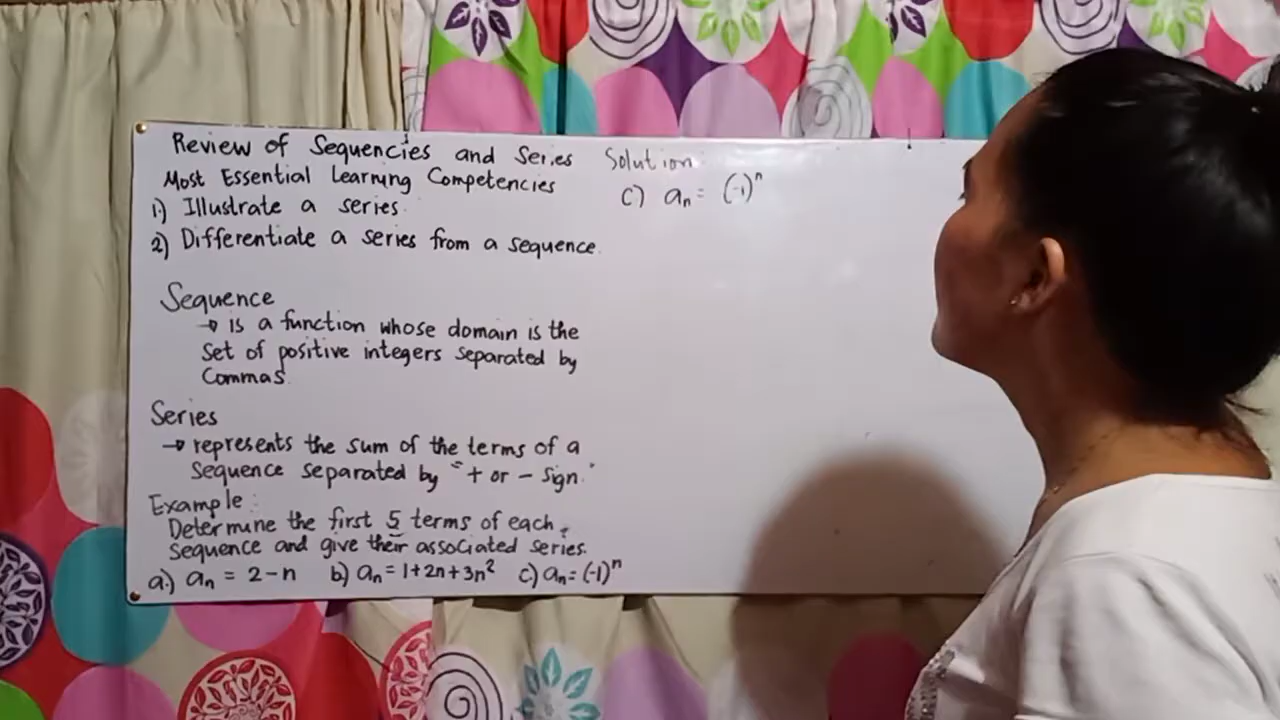 Review of Sequencies and Series
Most Essential Learning Competencies
1.) Illustrate a series.
2) Differentiate a series from a sequence.
Sequence
→ is a function whose domain is the
set of positive integers separated by
commas.
Series
→ represents the sum of the terms of a
sequence separated by "+ or - sign."
Example:
Determine the first 5 terms of each
sequence and give their associated series.
a.) aₙ = 2-n b) aₙ = 1+2n+3n² c) aₙ = (-1)ⁿ
Solution:
c) aₙ = (-1)ⁿ